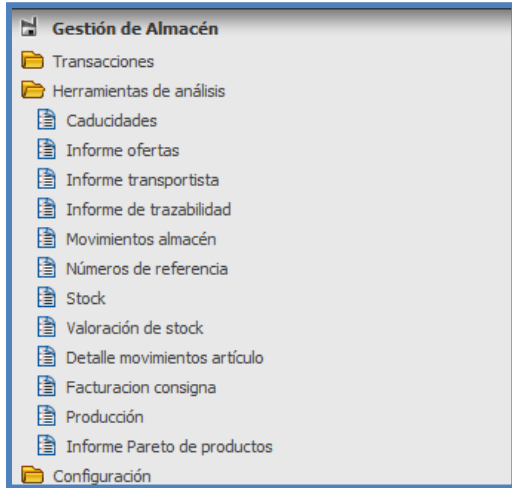 Gestión de Almacén
Transacciones
Herramientas de análisis
Caducidades
Informe ofertas
Informe transportista
Informe de trazabilidad
Movimientos almacén
Números de referencia
Stock
Valoración de stock
Detalle movimientos artículo
Facturacion consigna
Producción
Informe Pareto de productos
Configuración